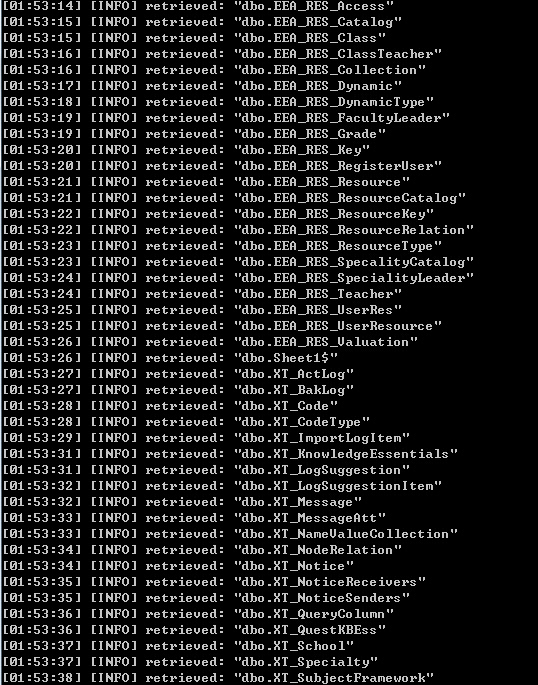 [01:53:14] [INFO] retrieved: "dbo.EEA_RES_Access"
[01:53:15] [INFO] retrieved: "dbo.EEA_RES_Catalog"
[01:53:15] [INFO] retrieved: "dbo.EEA_RES_Class"
[01:53:16] [INFO] retrieved: "dbo.EEA_RES_ClassTeacher"
[01:53:16] [INFO] retrieved: "dbo.EEA_RES_Collection"
[01:53:17] [INFO] retrieved: "dbo.EEA_RES_Dynamic"
[01:53:18] [INFO] retrieved: "dbo.EEA_RES_DynamicType"
[01:53:19] [INFO] retrieved: "dbo.EEA_RES_FacultyLeader"
[01:53:19] [INFO] retrieved: "dbo.EEA_RES_Grade"
[01:53:20] [INFO] retrieved: "dbo.EEA_RES_Key"
[01:53:20] [INFO] retrieved: "dbo.EEA_RES_RegisterUser"
[01:53:21] [INFO] retrieved: "dbo.EEA_RES_Resource"
[01:53:21] [INFO] retrieved: "dbo.EEA_RES_ResourceCatalog"
[01:53:22] [INFO] retrieved: "dbo.EEA_RES_ResourceKey"
[01:53:22] [INFO] retrieved: "dbo.EEA_RES_ResourceRelation"
[01:53:23] [INFO] retrieved: "dbo.EEA_RES_ResourceType"
[01:53:23] [INFO] retrieved: "dbo.EEA_RES_SpecalityCatalog"
[01:53:24] [INFO] retrieved: "dbo.EEA_RES_SpecialityLeader"
[01:53:24] [INFO] retrieved: "dbo.EEA_RES_Teacher"
[01:53:25] [INFO] retrieved: "dbo.EEA_RES_UserRes"
[01:53:25] [INFO] retrieved: "dbo.EEA_RES_UserResource"
[01:53:26] [INFO] retrieved: "dbo.EEA_RES_Valuation"
[01:53:26] [INFO] retrieved: "dbo.Sheet1$"
[01:53:27] [INFO] retrieved: "dbo.XT_ActLog"
[01:53:27] [INFO] retrieved: "dbo.XT_BakLog"
[01:53:28] [INFO] retrieved: "dbo.XT_Code"
[01:53:28] [INFO] retrieved: "dbo.XT_CodeType"
[01:53:29] [INFO] retrieved: "dbo.XT_ImportLogItem"
[01:53:31] [INFO] retrieved: "dbo.XT_KnowledgeEssentials"
[01:53:31] [INFO] retrieved: "dbo.XT_LogSuggestion"
[01:53:32] [INFO] retrieved: "dbo.XT_LogSuggestionItem"
[01:53:32] [INFO] retrieved: "dbo.XT_Message"
[01:53:33] [INFO] retrieved: "dbo.XT_MessageAtt"
[01:53:33] [INFO] retrieved: "dbo.XT_NameValueCollection"
[01:53:34] [INFO] retrieved: "dbo.XT_NodeRelation"
[01:53:34] [INFO] retrieved: "dbo.XT_Notice"
[01:53:35] [INFO] retrieved: "dbo.XT_NoticeReceivers"
[01:53:35] [INFO] retrieved: "dbo.XT_NoticeSenders"
[01:53:36] [INFO] retrieved: "dbo.XT_QueryColumn"
[01:53:36] [INFO] retrieved: "dbo.XT_QuestKBEss"
[01:53:37] [INFO] retrieved: "dbo.XT_School"
[01:53:37] [INFO] retrieved: "dbo.XT_Specialty"
[01:53:38] [INFO] retrieved: "dbo.XT_SubjectFramework"